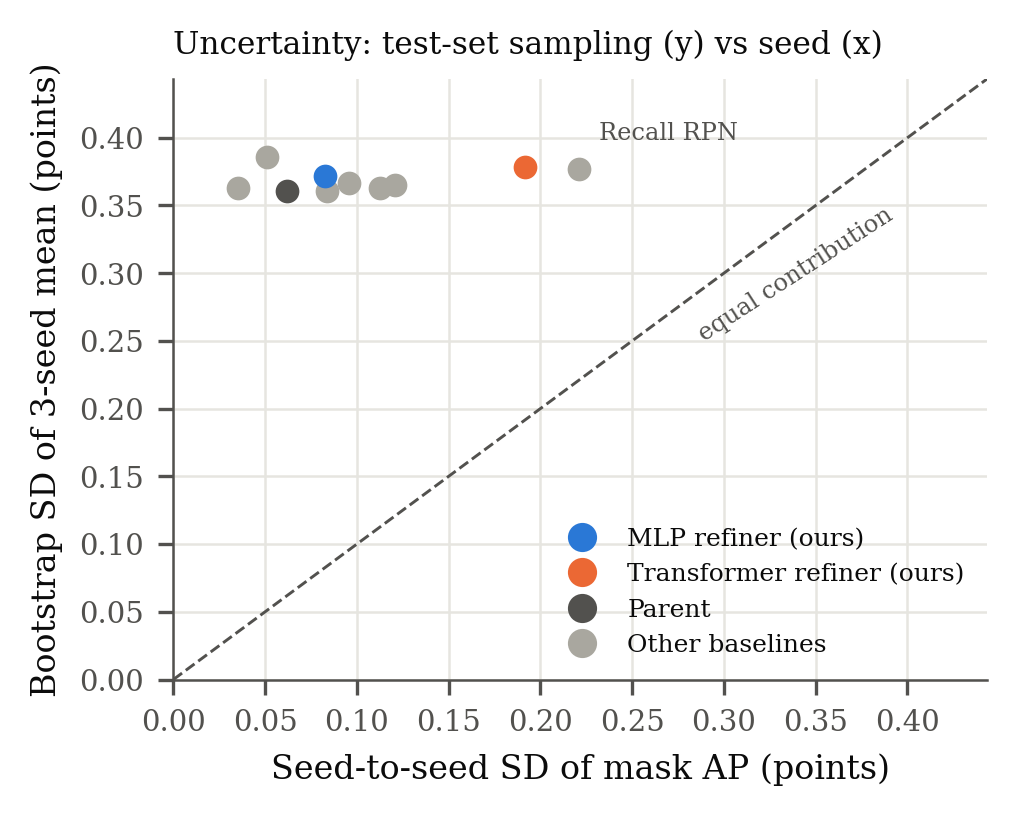 Uncertainty: test-set sampling (y) vs seed (x)
Bootstrap SD of 3-seed mean (points)
0.40
0.35
0.30
0.25
0.20
0.15
0.10
0.05
0.00
Recall RPN
equal contribution
MLP refiner (ours)
Transformer refiner (ours)
Parent
Other baselines
0.00 0.05 0.10 0.15 0.20 0.25 0.30 0.35 0.40
Seed-to-seed SD of mask AP (points)